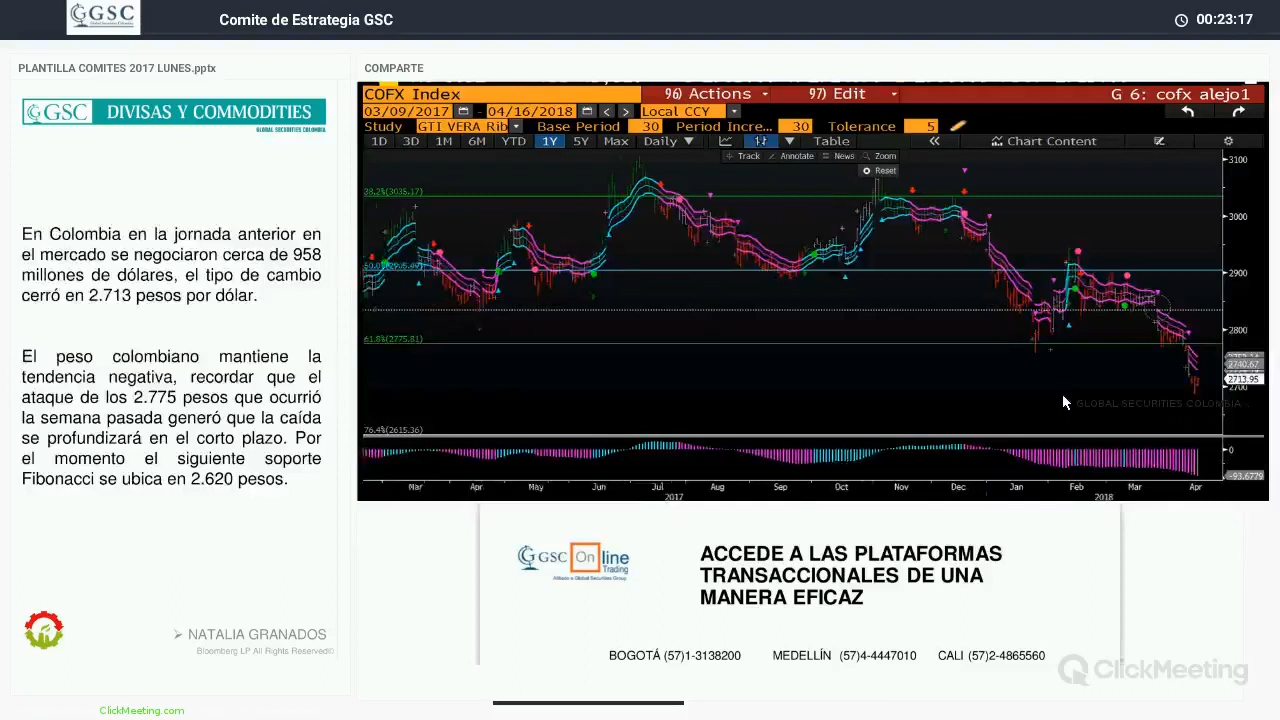 GSC
Comite de Estrategia GSC
00:23:17
PLANTILLA COMITES 2017 LUNES.pptx
GSC DIVISAS Y COMMODITIES
GLOBAL SECURITIES COLOMBIA
En Colombia en la jornada anterior en
el mercado se negociaron cerca de 958
millones de dólares, el tipo de cambio
cerró en 2.713 pesos por dólar.
El peso colombiano mantiene la
tendencia negativa, recordar que el
ataque de los 2.775 pesos que ocurrió
la semana pasada generó que la caída
se profundizará en el corto plazo. Por
el momento el siguiente soporte
Fibonacci se ubica en 2.620 pesos.
NATALIA GRANADOS
Bloomberg LP All Rights Reserved©
ClickMeeting.com
COMPARTE
COFX Index 96) Actions 97) Edit G 6: cofx alejo1
03/09/2017 - 04/16/2018 < > Local CCY
Study GTI VERA Rib Base Period 30 Period Incre... 30 Tolerance 5
1D 3D 1M 6M YTD 1Y 5Y Max Daily Table « Chart Content
Track Annotate News Zoom
Reset
3100
38.2%(3035.17)
3000
2900
2800
61.8%(2775.81)
2740.67
2713.95
2700
GLOBAL SECURITIES COLOMBIA -
76.4%(2615.36)
0
-93.6779
Mar Apr May Jun Jul Aug Sep Oct Nov Dec Jan Feb Mar Apr
2017 2018
GSC On line
Trading
Afiliado a Global Securities Group
ACCEDE A LAS PLATAFORMAS
TRANSACCIONALES DE UNA
MANERA EFICAZ
BOGOTÁ (57)1-3138200 MEDELLÍN (57)4-4447010 CALI (57)2-4865560
ClickMeeting